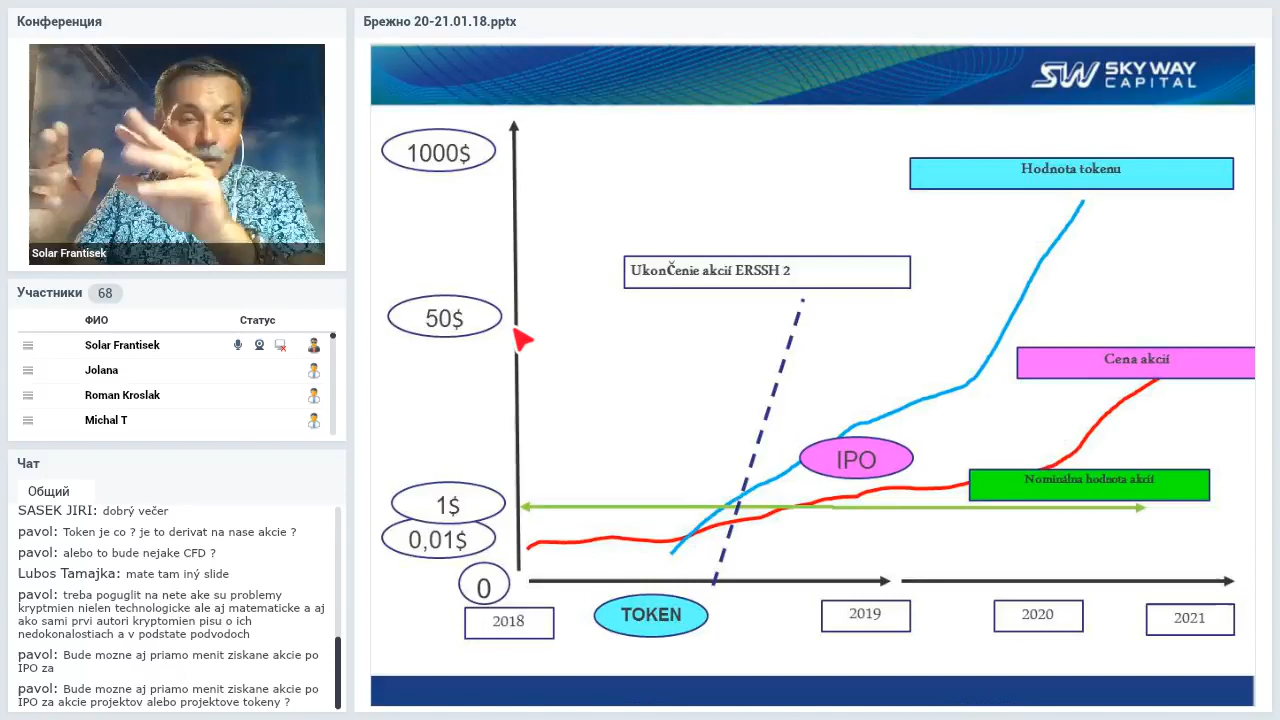 Конференция
Solar Frantisek
Участники 68
ФИО Статус
Solar Frantisek
Jolana
Roman Kroslak
Michal T
Чат
Общий
SAŠEK JIRI: dobrý večer
pavol: Token je co ? je to derivat na nase akcie ?
pavol: alebo to bude nejake CFD ?
Lubos Tamajka: mate tam iný slide
pavol: treba poguglit na nete ake su problemy
kryptmien nielen technologicke ale aj matematicke a aj
ako sami prvi autori kryptomien pisu o ich
nedokonalostiach a v podstate podvodoch
pavol: Bude mozne aj priamo menit ziskane akcie po
IPO za
pavol: Bude mozne aj priamo menit ziskane akcie po
IPO za akcie projektov alebo projektove tokeny ?
Брежно 20-21.01.18.pptx
SW SKY WAY
CAPITAL
1000$
Hodnota tokenu
UkonČenie akcií ERSSH 2
50$
Cena akcií
IPO
Nominálna hodnota akcií
1$
0,01$
0
2018
TOKEN
2019
2020
2021